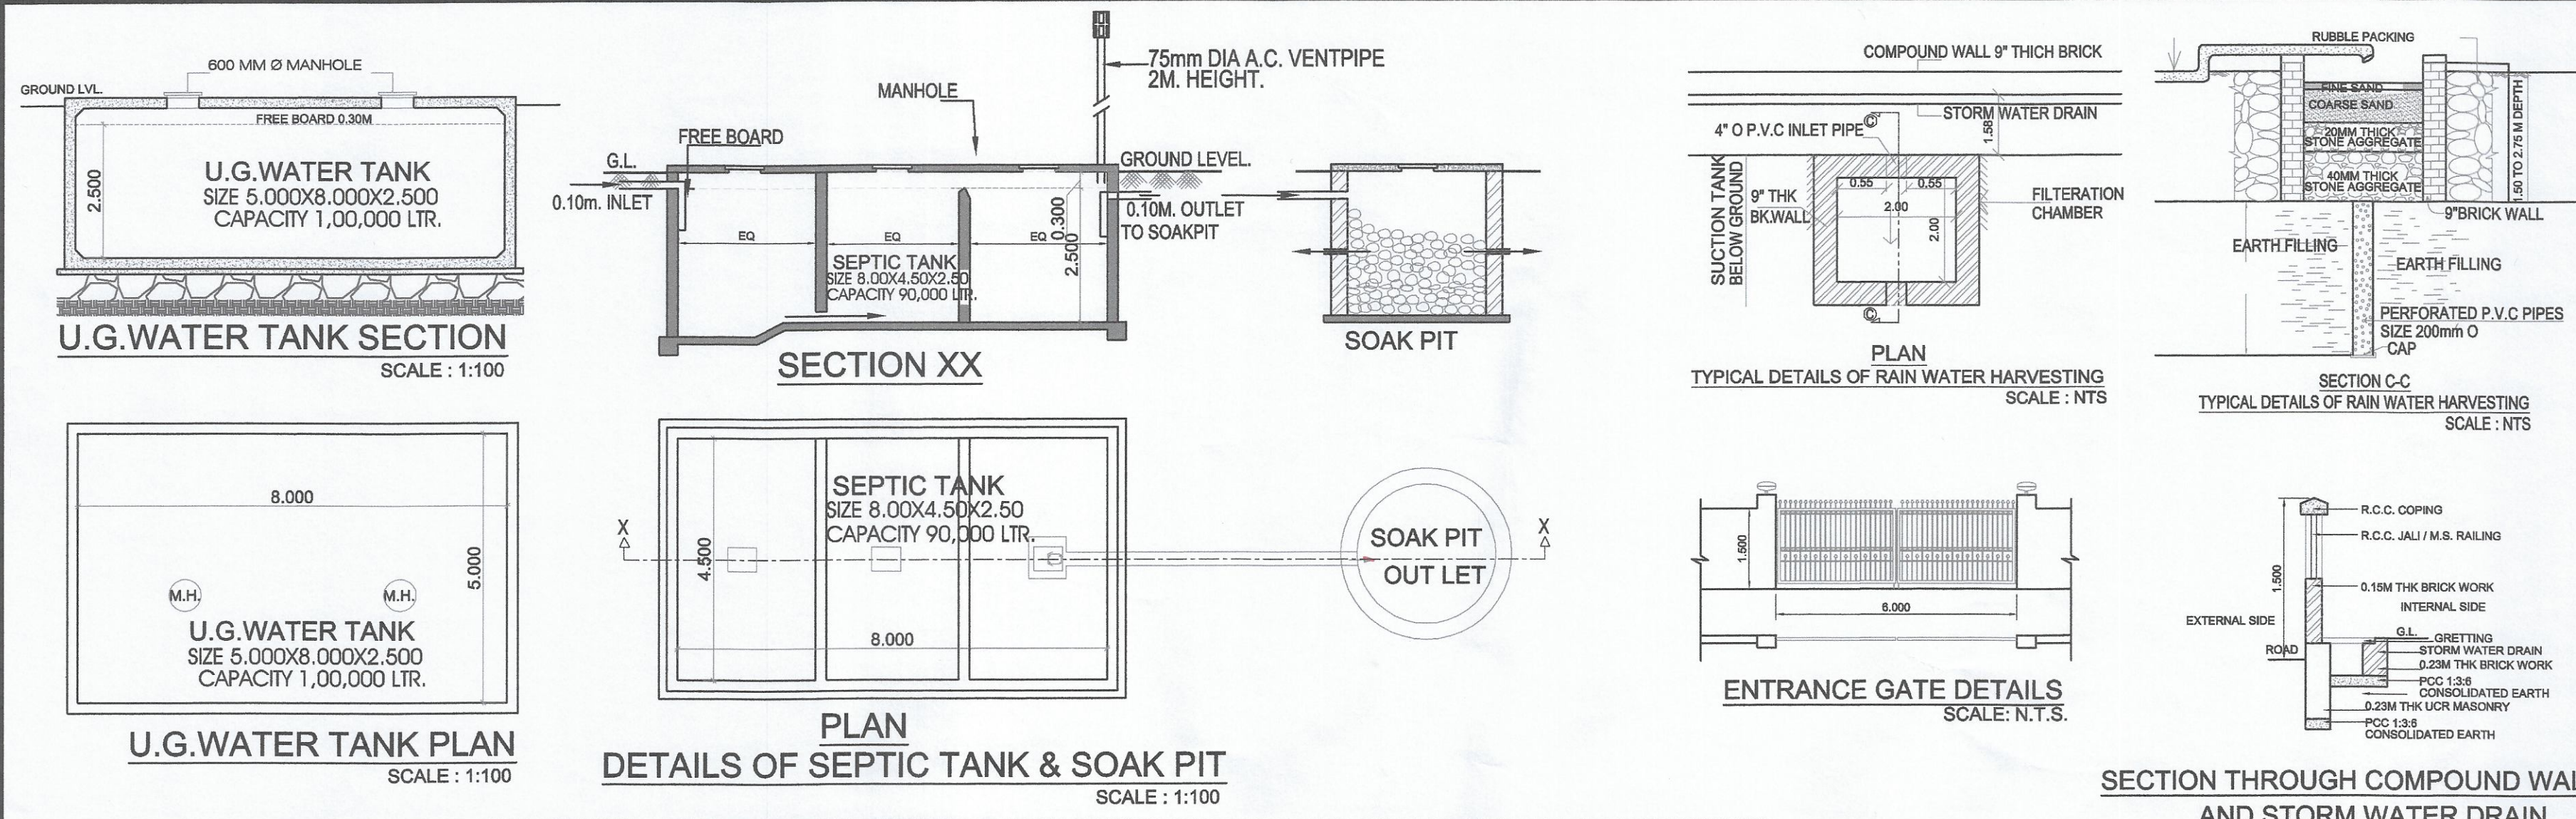 600 MM Ø MANHOLE
GROUND LVL.
FREE BOARD 0.30M
2.500
U.G.WATER TANK
SIZE 5.000X8.000X2.500
CAPACITY 1,00,000 LTR.
U.G.WATER TANK SECTION
SCALE : 1:100
8.000
5.000
M.H.
M.H.
U.G.WATER TANK
SIZE 5.000X8.000X2.500
CAPACITY 1,00,000 LTR.
U.G.WATER TANK PLAN
SCALE : 1:100
75mm DIA A.C. VENTPIPE
2M. HEIGHT.
MANHOLE
FREE BOARD
G.L.
GROUND LEVEL.
0.10m. INLET
0.10M. OUTLET
TO SOAKPIT
EQ
EQ
EQ
0.300
2.500
SEPTIC TANK
SIZE 8.00X4.50X2.50
CAPACITY 90,000 LTR.
SECTION XX
SOAK PIT
SEPTIC TANK
SIZE 8.00X4.50X2.50
CAPACITY 90,000 LTR.
X
X
4.500
8.000
SOAK PIT
OUT LET
PLAN
DETAILS OF SEPTIC TANK & SOAK PIT
SCALE : 1:100
COMPOUND WALL 9" THICH BRICK
STORM WATER DRAIN
4" O P.V.C INLET PIPE
C
1.58
SUCTION TANK
BELOW GROUND
9" THK
BK.WALL
0.55
0.55
2.00
2.00
FILTERATION
CHAMBER
C
PLAN
TYPICAL DETAILS OF RAIN WATER HARVESTING
SCALE : NTS
RUBBLE PACKING
FINE SAND
COARSE SAND
20MM THICK
STONE AGGREGATE
40MM THICK
STONE AGGREGATE
1.50 TO 2.75 M DEPTH
9"BRICK WALL
EARTH FILLING
EARTH FILLING
PERFORATED P.V.C PIPES
SIZE 200mm O
CAP
SECTION C-C
TYPICAL DETAILS OF RAIN WATER HARVESTING
SCALE : NTS
1.500
6.000
ENTRANCE GATE DETAILS
SCALE: N.T.S.
R.C.C. COPING
R.C.C. JALI / M.S. RAILING
1.500
0.15M THK BRICK WORK
INTERNAL SIDE
EXTERNAL SIDE
G.L.
GRETTING
ROAD
STORM WATER DRAIN
0.23M THK BRICK WORK
PCC 1:3:6
CONSOLIDATED EARTH
0.23M THK UCR MASONRY
PCC 1:3:6
CONSOLIDATED EARTH
SECTION THROUGH COMPOUND WAL
AND STORM WATER DRAIN